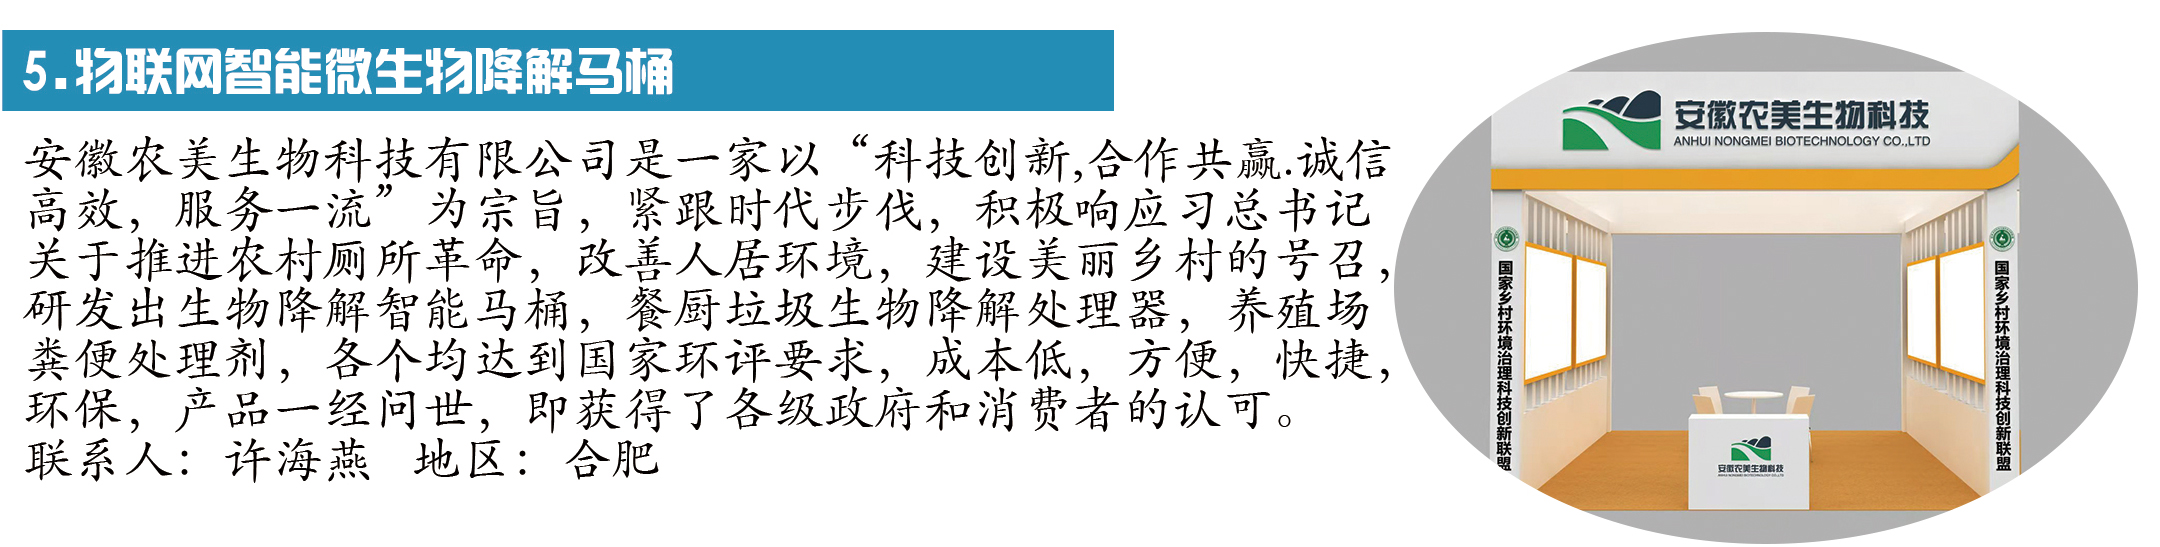 5.物联网智能微生物降解马桶
安徽农美生物科技有限公司是一家以“科技创新,合作共赢.诚信
高效，服务一流”为宗旨，紧跟时代步伐，积极响应习总书记
关于推进农村厕所革命，改善人居环境，建设美丽乡村的号召，
研发出生物降解智能马桶，餐厨垃圾生物降解处理器，养殖场
粪便处理剂，各个均达到国家环评要求，成本低，方便，快捷，
环保，产品一经问世，即获得了各级政府和消费者的认可。
联系人：许海燕 地区：合肥
安徽农美生物科技
ANHUI NONGMEI BIOTECHNOLOGY CO.,LTD
国家乡村环境治理科技创新联盟
国家乡村环境治理科技创新联盟
安徽农美生物科技
ANHUI NONGMEI BIOTECHNOLOGY CO.,LTD